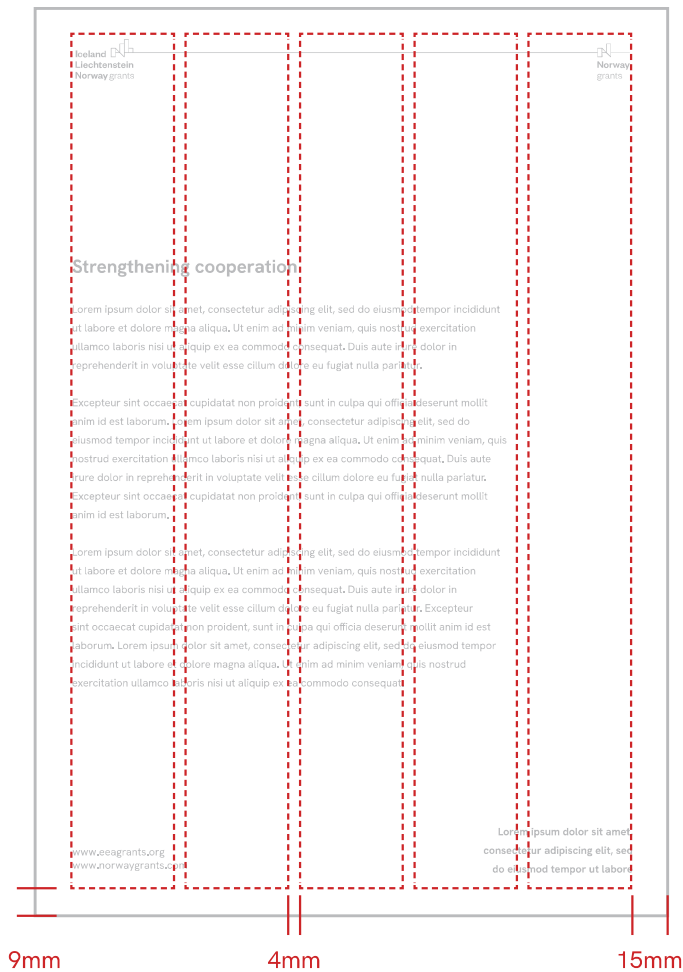 Iceland
Liechtenstein
Norway grants
Norway
grants
Strengthening cooperation
Lorem ipsum dolor sit amet, consectetur adipiscing elit, sed do eiusmod tempor incididunt
ut labore et dolore magna aliqua. Ut enim ad minim veniam, quis nostrud exercitation
ullamco laboris nisi ut aliquip ex ea commodo consequat. Duis aute irure dolor in
reprehenderit in voluptate velit esse cillum dolore eu fugiat nulla pariatur.
Excepteur sint occaecat cupidatat non proident, sunt in culpa qui officia deserunt mollit
anim id est laborum. Lorem ipsum dolor sit amet, consectetur adipiscing elit, sed do
eiusmod tempor incididunt ut labore et dolore magna aliqua. Ut enim ad minim veniam, quis
nostrud exercitation ullamco laboris nisi ut aliquip ex ea commodo consequat. Duis aute
irure dolor in reprehenderit in voluptate velit esse cillum dolore eu fugiat nulla pariatur.
Excepteur sint occaecat cupidatat non proident, sunt in culpa qui officia deserunt mollit
anim id est laborum.
Lorem ipsum dolor sit amet, consectetur adipiscing elit, sed do eiusmod tempor incididunt
ut labore et dolore magna aliqua. Ut enim ad minim veniam, quis nostrud exercitation
ullamco laboris nisi ut aliquip ex ea commodo consequat. Duis aute irure dolor in
reprehenderit in voluptate velit esse cillum dolore eu fugiat nulla pariatur. Excepteur
sint occaecat cupidatat non proident, sunt in culpa qui officia deserunt mollit anim id est
laborum. Lorem ipsum dolor sit amet, consectetur adipiscing elit, sed do eiusmod tempor
incididunt ut labore et dolore magna aliqua. Ut enim ad minim veniam, quis nostrud
exercitation ullamco laboris nisi ut aliquip ex ea commodo consequat.
Lorem ipsum dolor sit amet,
consectetur adipiscing elit, sed
do eiusmod tempor ut labore
www.eeagrants.org
www.norwaygrants.com
9mm
4mm
15mm